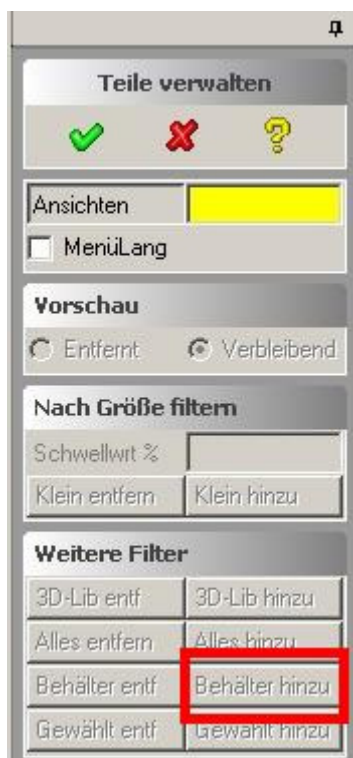 Teile verwalten
Ansichten
MenüLang
Vorschau
Entfernt Verbleibend
Nach Größe filtern
Schwellwrt %
Klein entfern Klein hinzu
Weitere Filter
3D-Lib entf 3D-Lib hinzu
Alles entfern Alles hinzu
Behälter entf Behälter hinzu
Gewählt entf Gewählt hinzu